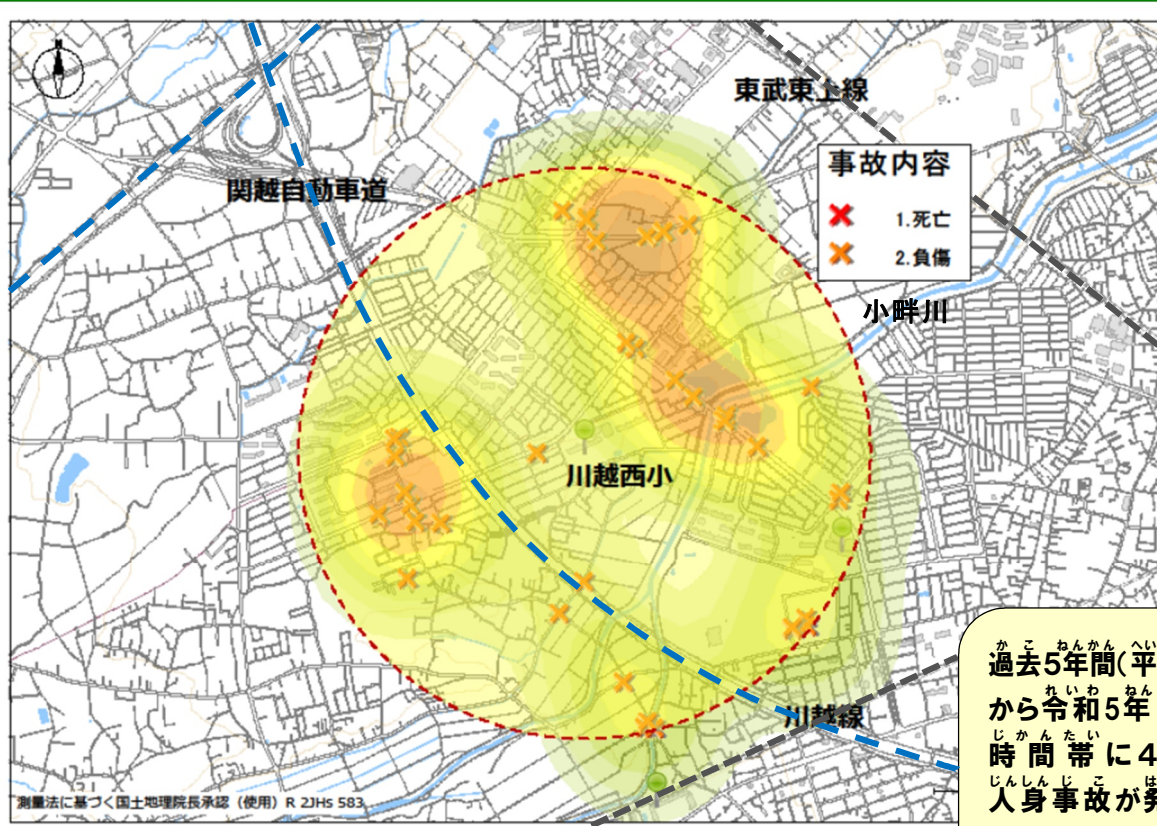 東武東上線
事故内容
1.死亡
2.負傷
関越自動車道
小畔川
川越西小
川越線
過去5年間(平
から令和5年
時間帯に4
人身事故が発
測量法に基づく国土地理院長承認（使用）R 2JHs 583